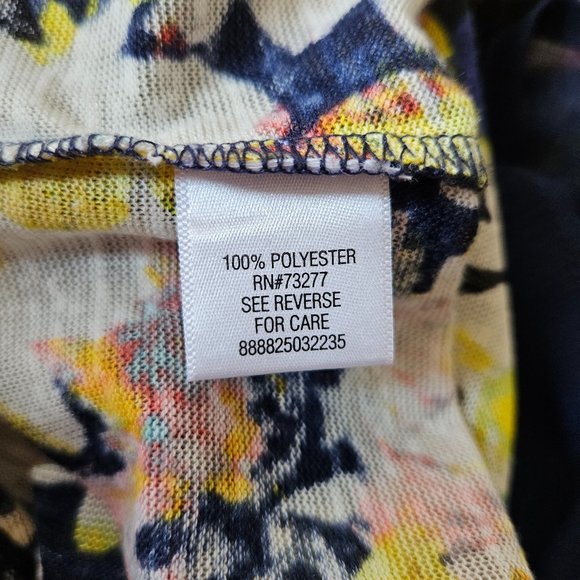 100% POLYESTER
RN#73277
SEE REVERSE
FOR CARE
888825032235